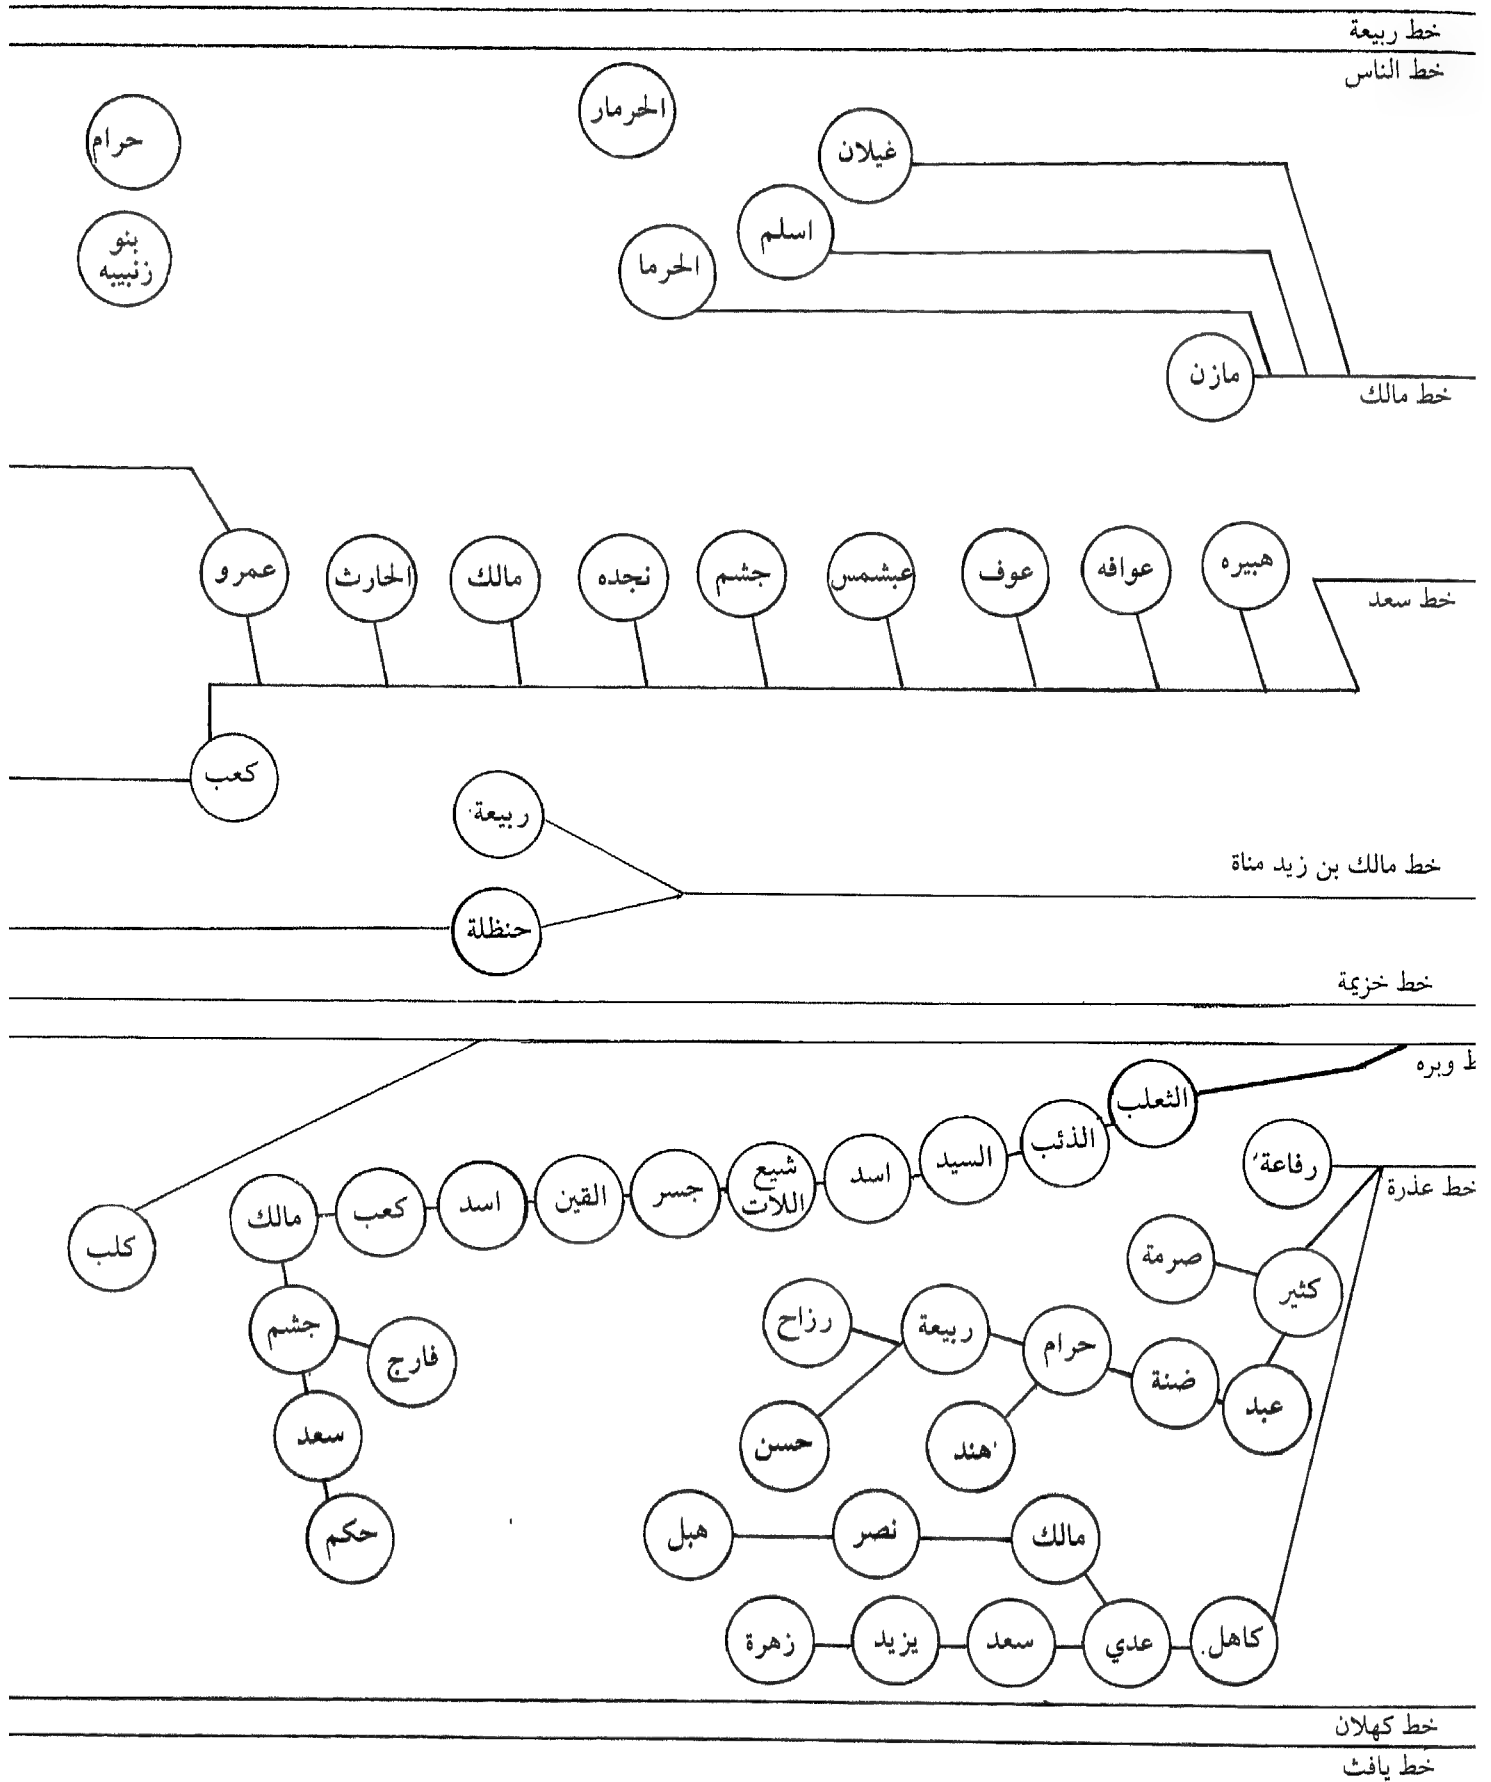 خط ربيعة
خط الناس
الحرمار
حرام
غيلان
اسلم
بنو
زنبيبه
الحرما
مازن
خط مالك
هبيره
عوافه
عوف
عبشمس
جشم
نجده
مالك
الحارث
عمرو
خط سعد
كعب
ربيعة
خط مالك بن زيد مناة
حنظلة
خط خزيمة
ط وبره
الثعلب
الذئب
السيد
اسد
شيع
اللات
جسر
القين
اسد
كعب
مالك
كلب
رفاعة
خط عذرة
صرمة
كثير
جشم
فارج
رزاح
ربيعة
حرام
ضنة
عبد
سعد
حسن
هند
حكم
هبل
نصر
مالك
زهرة
يزيد
سعد
عدي
كاهل
خط كهلان
خط يافث